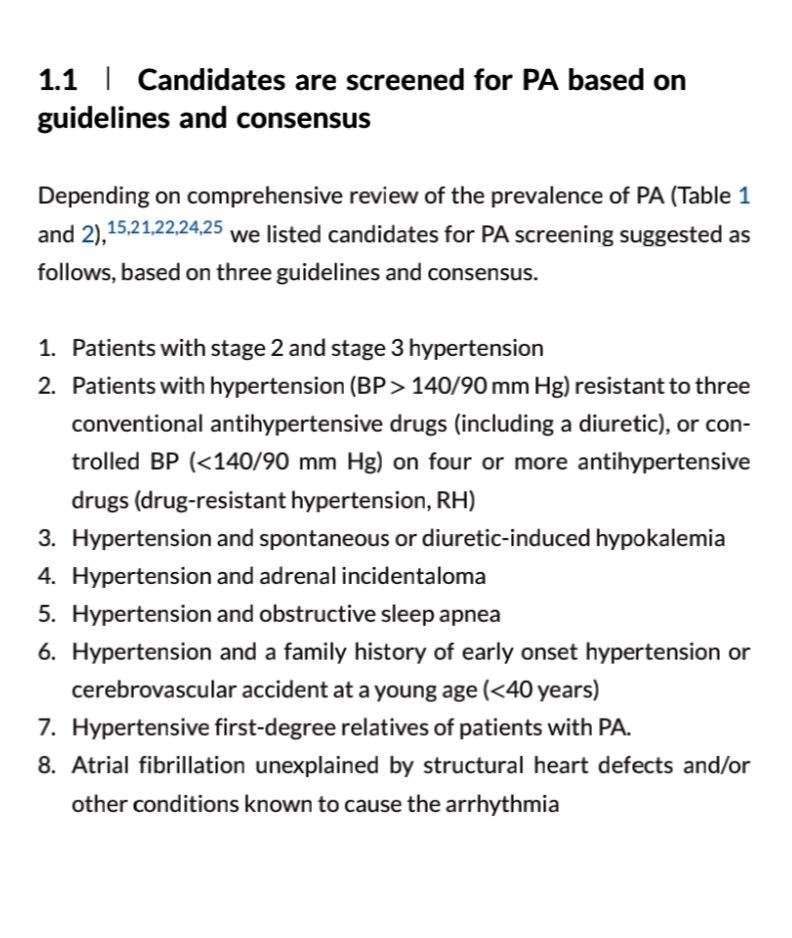 1.1 | Candidates are screened for PA based on
guidelines and consensus
Depending on comprehensive review of the prevalence of PA (Table 1
and 2),15,21,22,24,25 we listed candidates for PA screening suggested as
follows, based on three guidelines and consensus.
1. Patients with stage 2 and stage 3 hypertension
2. Patients with hypertension (BP > 140/90 mm Hg) resistant to three
conventional antihypertensive drugs (including a diuretic), or con-
trolled BP (<140/90 mm Hg) on four or more antihypertensive
drugs (drug-resistant hypertension, RH)
3. Hypertension and spontaneous or diuretic-induced hypokalemia
4. Hypertension and adrenal incidentaloma
5. Hypertension and obstructive sleep apnea
6. Hypertension and a family history of early onset hypertension or
cerebrovascular accident at a young age (<40 years)
7. Hypertensive first-degree relatives of patients with PA.
8. Atrial fibrillation unexplained by structural heart defects and/or
other conditions known to cause the arrhythmia